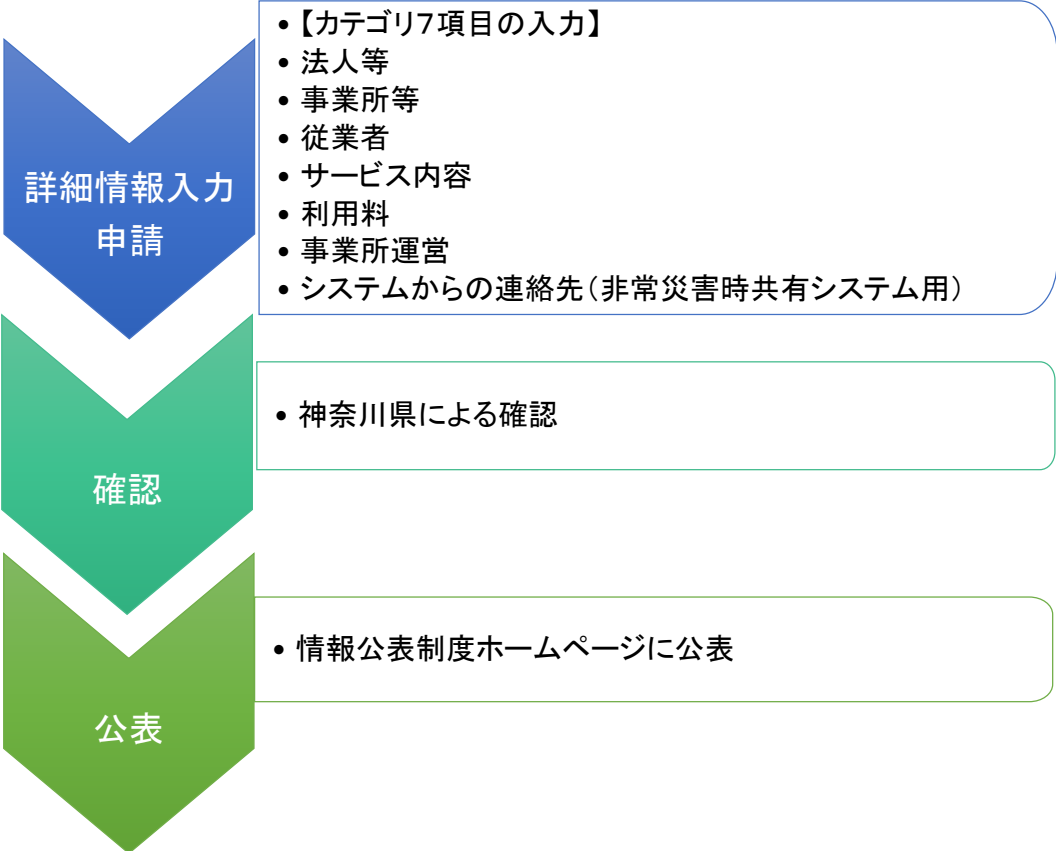 詳細情報入力
申請
• 【カテゴリ7項目の入力】
• 法人等
• 事業所等
• 従業者
• サービス内容
• 利用料
• 事業所運営
• システムからの連絡先（非常災害時共有システム用）
確認
• 神奈川県による確認
公表
• 情報公表制度ホームページに公表